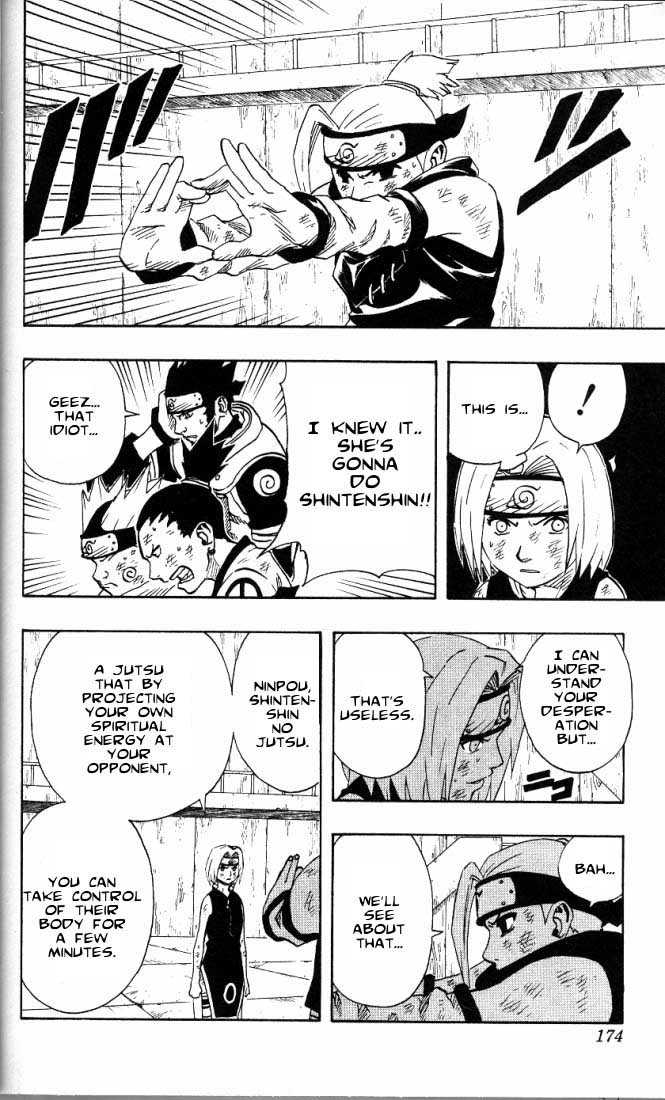 !
THIS IS...
I KNEW IT..
SHE'S
GONNA
DO
SHINTENSHIN!!
GEEZ...
THAT
IDIOT...
I CAN
UNDER-
STAND
YOUR
DESPER-
ATION
BUT...
THAT'S
USELESS.
ニコ
NINPOU,
SHINTEN-
SHIN
NO
JUTSU.
A JUTSU
THAT BY
PROJECTING
YOUR OWN
SPIRITUAL
ENERGY AT
YOUR
OPPONENT,
YOU CAN
TAKE CONTROL
OF THEIR
BODY FOR
A FEW
MINUTES.
BAH...
WE'LL
SEE
ABOUT
THAT...
174